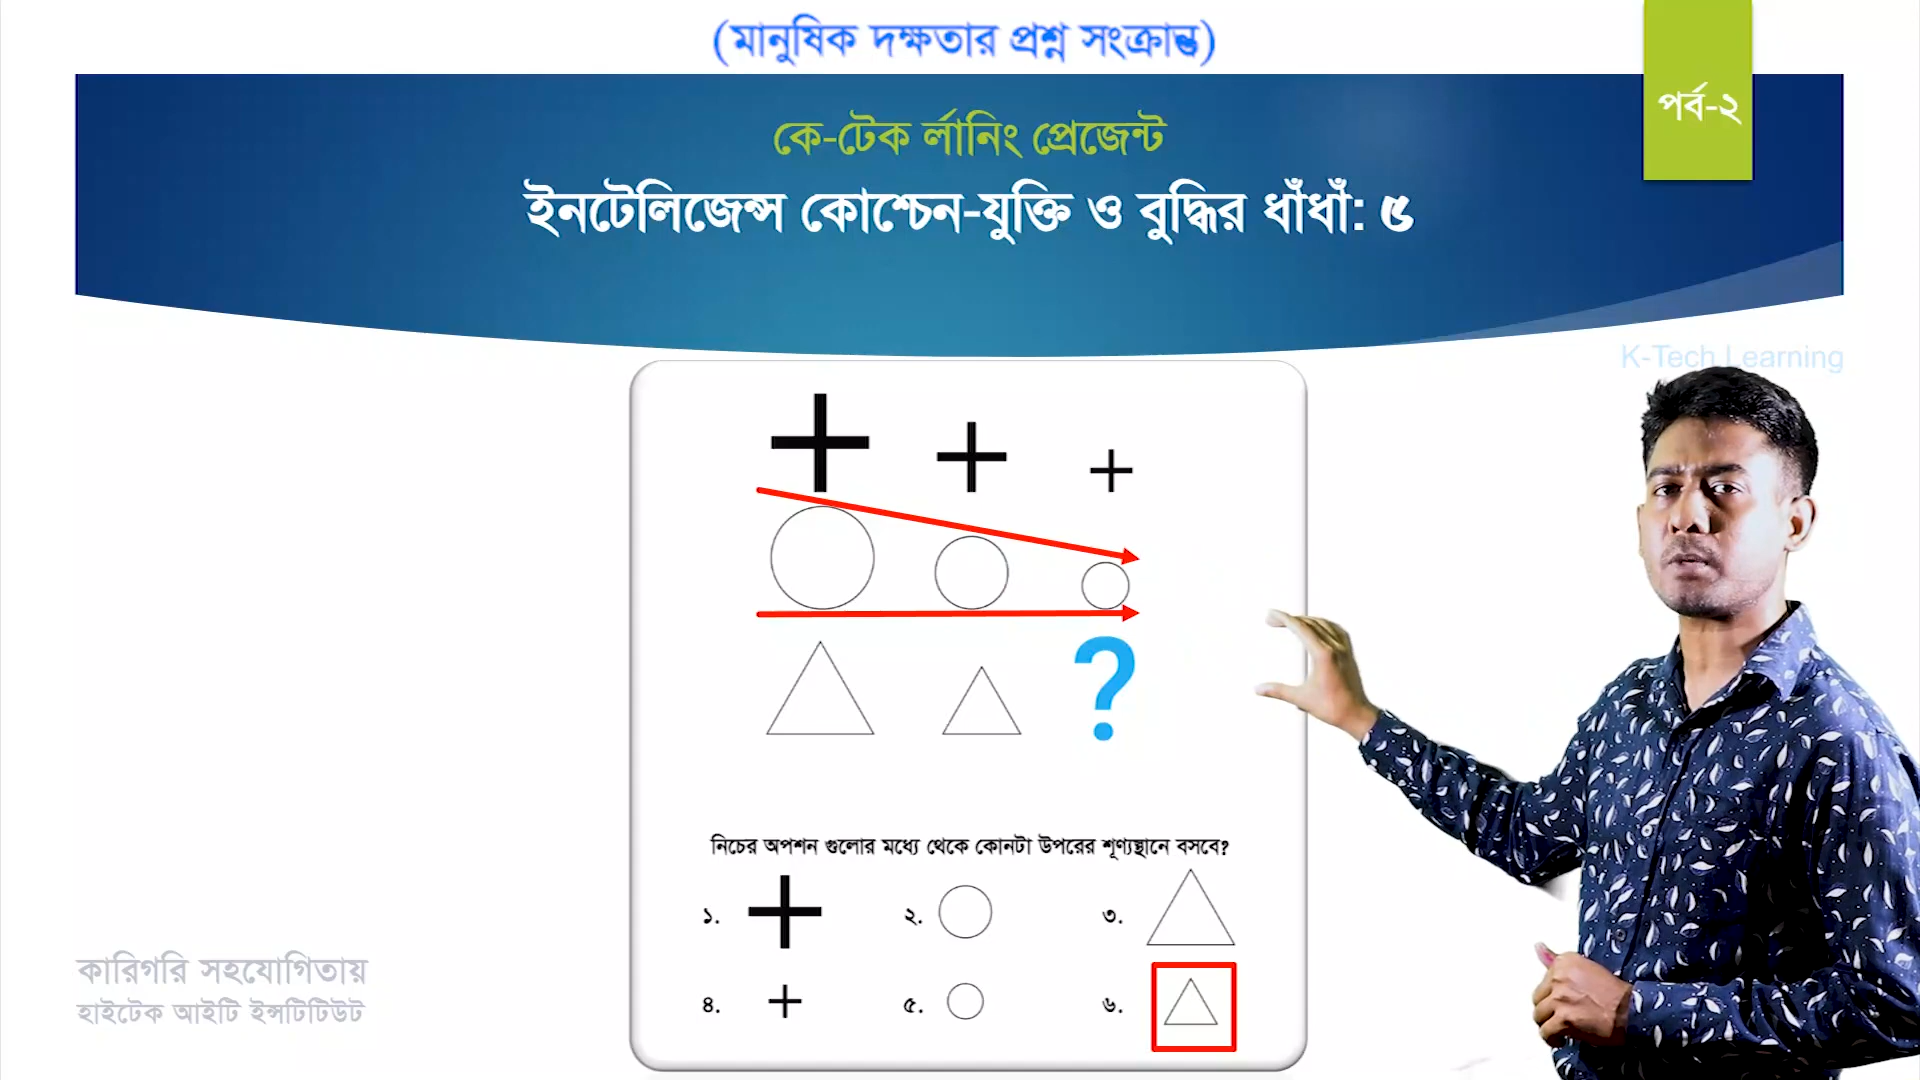 (মানুষিক দক্ষতার প্রশ্ন সংক্রান্ত)
পর্ব-২
কে-টেক র্লানিং প্রেজেন্ট
ইনটেলিজেন্স কোশ্চেন-যুক্তি ও বুদ্ধির ধাঁধাঁ: ৫
K-Tech Learning
?
নিচের অপশন গুলোর মধ্যে থেকে কোনটা উপরের শূণ্যস্থানে বসবে?
১. ২. ৩.
৪. ৫. ৬.
কারিগরি সহযোগিতায়
হাইটেক আইটি ইন্সটিটিউট